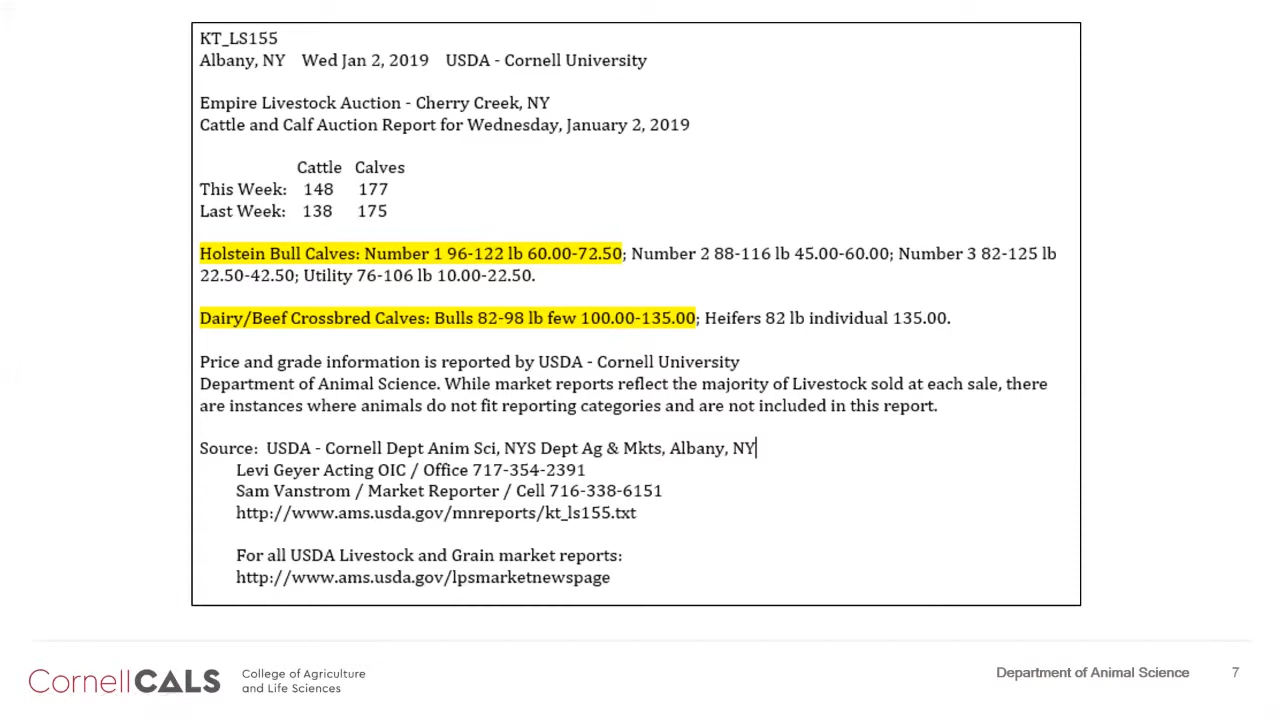 KT_LS155
Albany, NY Wed Jan 2, 2019 USDA - Cornell University
Empire Livestock Auction - Cherry Creek, NY
Cattle and Calf Auction Report for Wednesday, January 2, 2019
Cattle Calves
This Week: 148 177
Last Week: 138 175
Holstein Bull Calves: Number 1 96-122 lb 60.00-72.50; Number 2 88-116 lb 45.00-60.00; Number 3 82-125 lb
22.50-42.50; Utility 76-106 lb 10.00-22.50.
Dairy/Beef Crossbred Calves: Bulls 82-98 lb few 100.00-135.00; Heifers 82 lb individual 135.00.
Price and grade information is reported by USDA - Cornell University
Department of Animal Science. While market reports reflect the majority of Livestock sold at each sale, there
are instances where animals do not fit reporting categories and are not included in this report.
Source: USDA - Cornell Dept Anim Sci, NYS Dept Ag & Mkts, Albany, NY
Levi Geyer Acting OIC / Office 717-354-2391
Sam Vanstrom / Market Reporter / Cell 716-338-6151
http://www.ams.usda.gov/mnreports/kt_ls155.txt
For all USDA Livestock and Grain market reports:
http://www.ams.usda.gov/lpsmarketnewspage
CornellCALS
College of Agriculture
and Life Sciences
Department of Animal Science 7